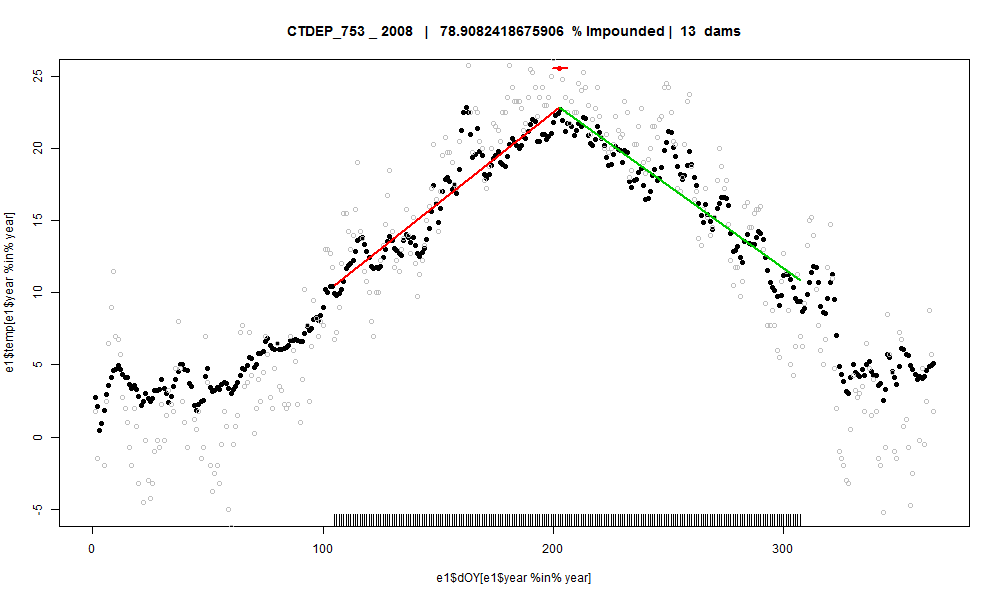 CTDEP_753 _ 2008 | 78.9082418675906 % Impounded | 13 dams
e1$temp[e1$year %in% year]
25
20
15
10
5
0
-5
0 100 200 300
e1$dOY[e1$year %in% year]